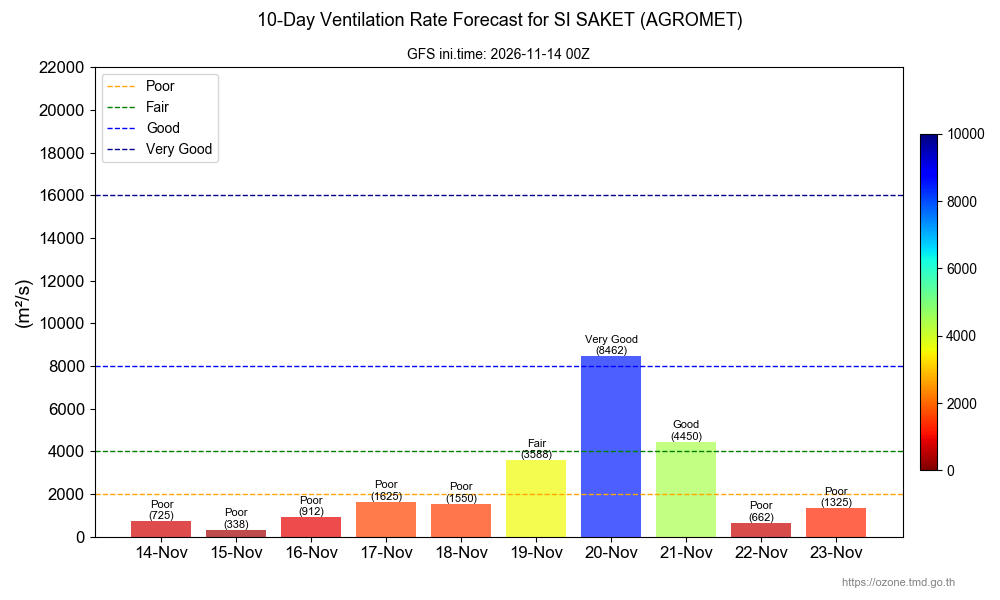 10-Day Ventilation Rate Forecast for SI SAKET (AGROMET)
GFS ini.time: 2026-11-14 00Z
(m²/s)
22000
20000
18000
16000
14000
12000
10000
8000
6000
4000
2000
0
Poor
Fair
Good
Very Good
Poor
(725)
Poor
(338)
Poor
(912)
Poor
(1625)
Poor
(1550)
Fair
(3588)
Very Good
(8462)
Good
(4450)
Poor
(662)
Poor
(1325)
14-Nov 15-Nov 16-Nov 17-Nov 18-Nov 19-Nov 20-Nov 21-Nov 22-Nov 23-Nov
10000
8000
6000
4000
2000
0
https://ozone.tmd.go.th